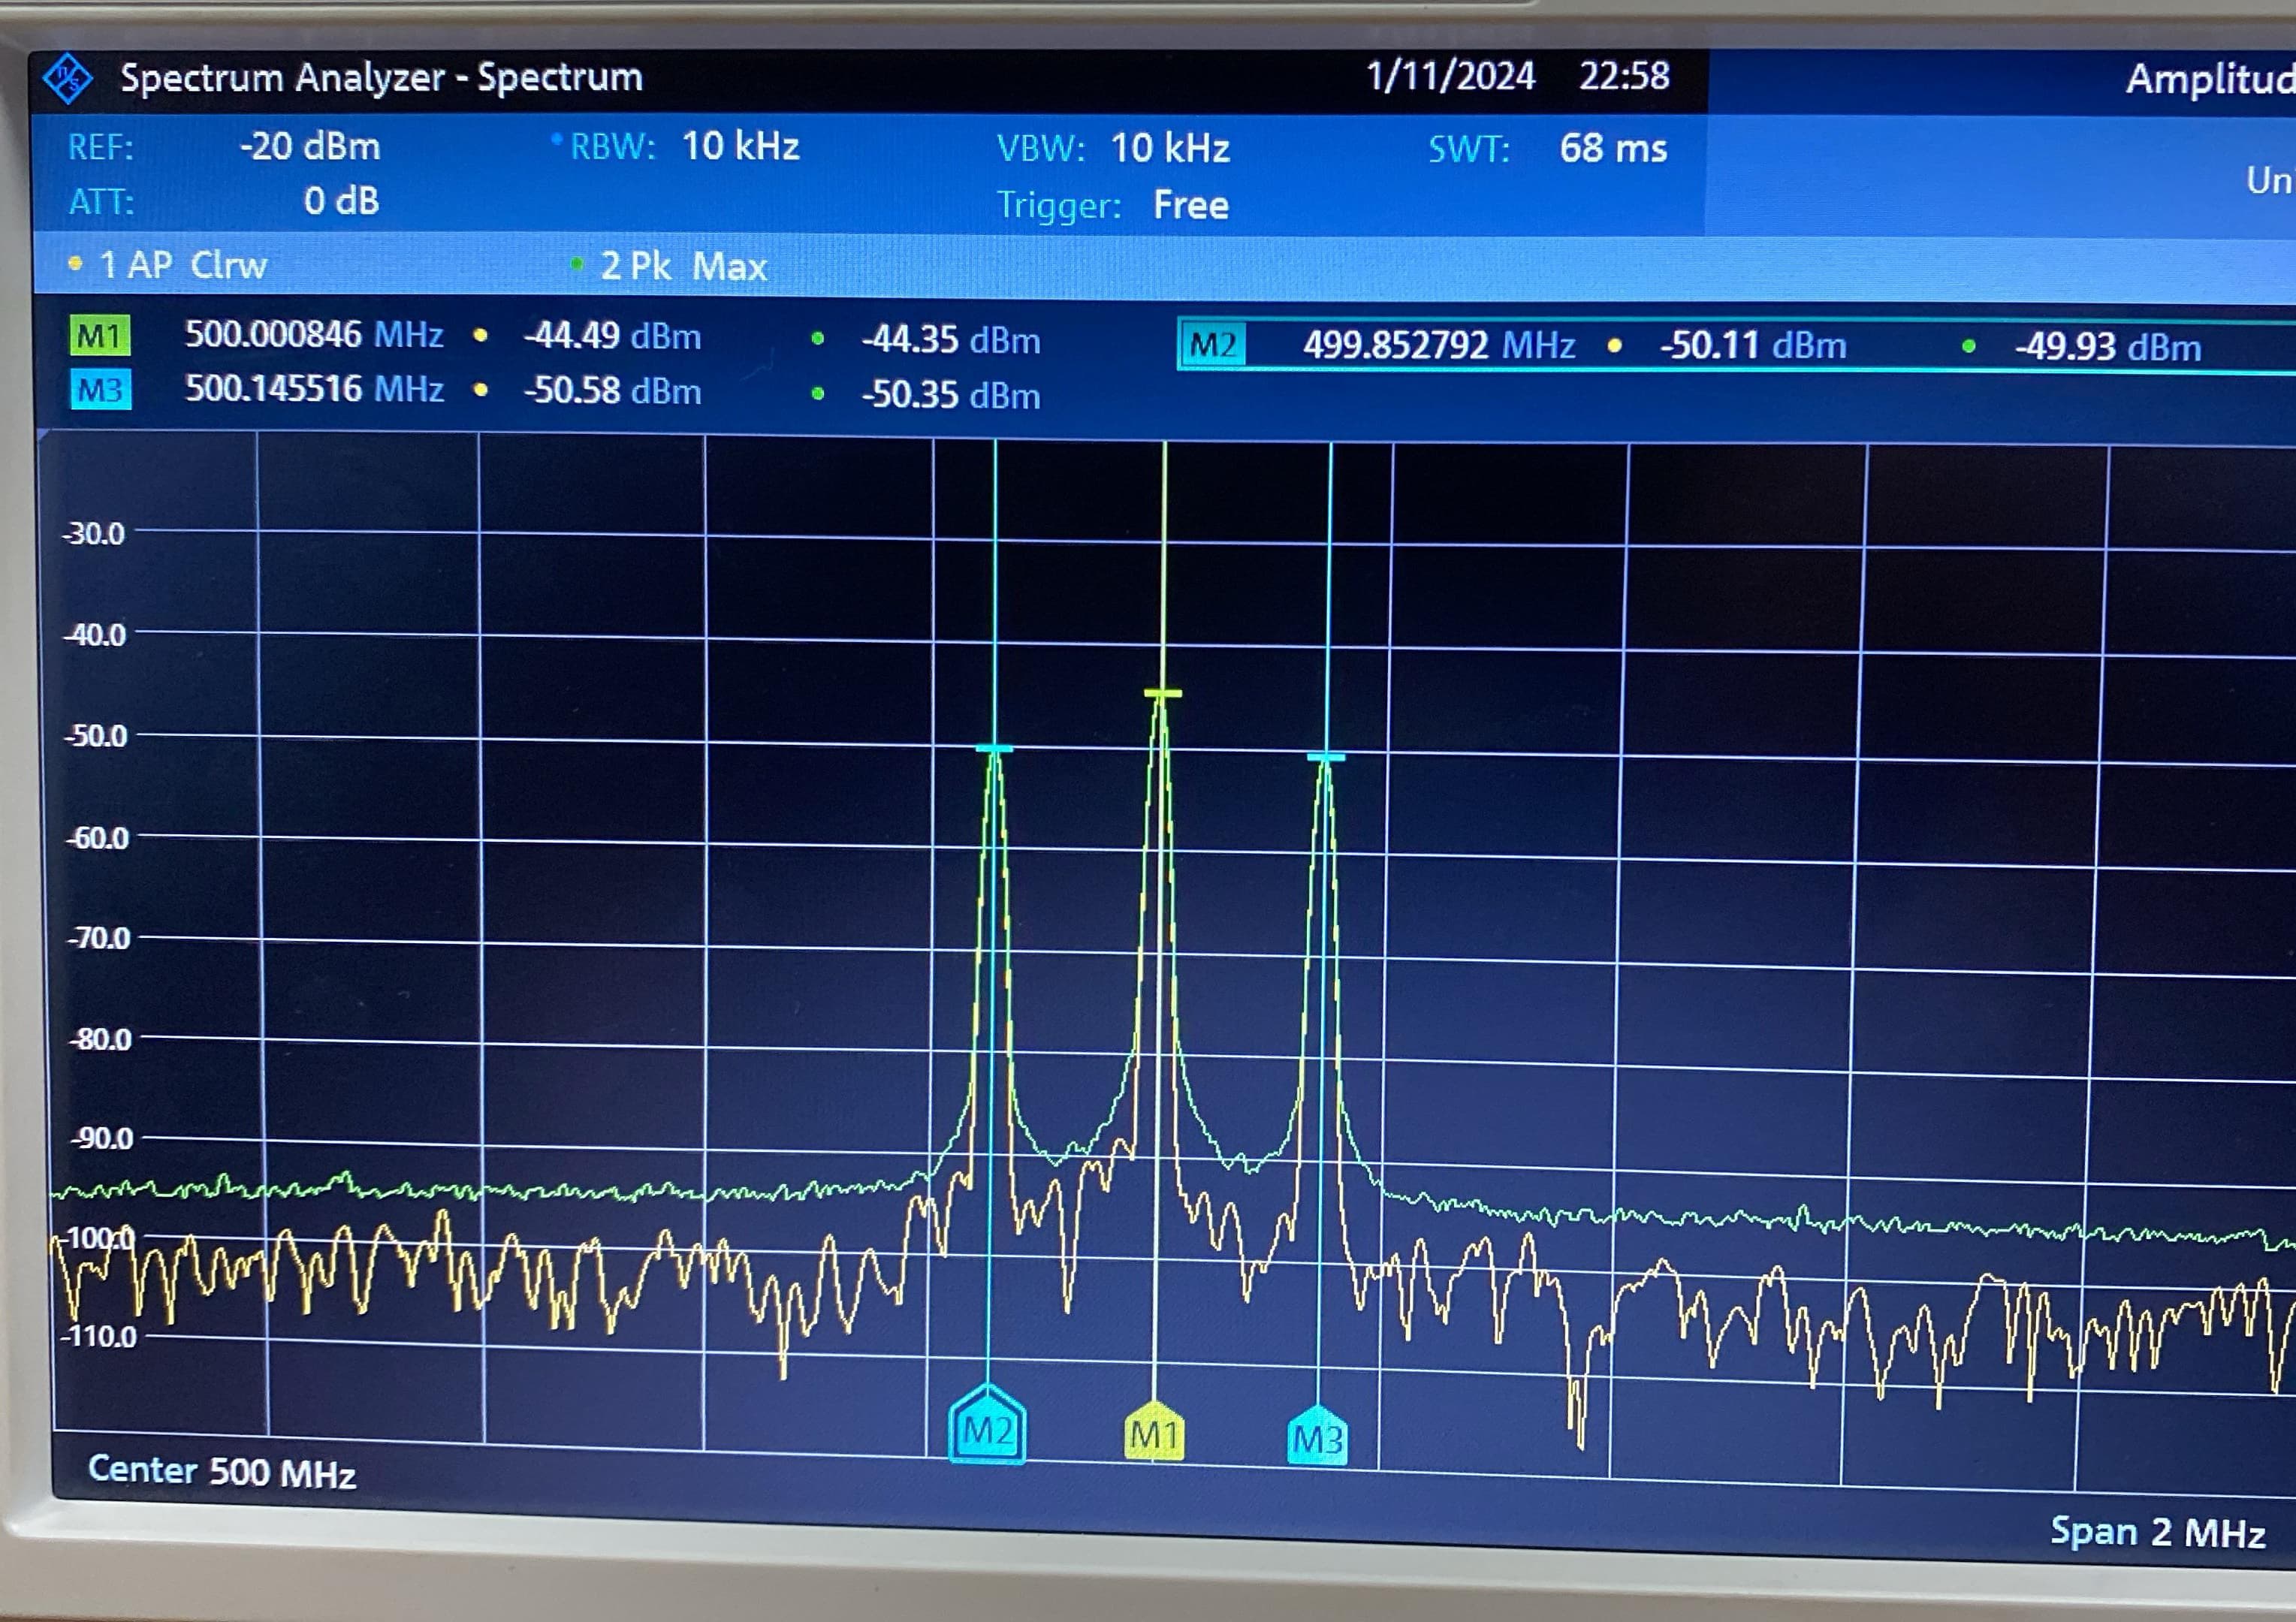 Spectrum Analyzer - Spectrum 1/11/2024 22:58
REF: -20 dBm RBW: 10 kHz VBW: 10 kHz SWT: 68 ms
ATT: 0 dB Trigger: Free
1 AP Clrw 2 Pk Max
M1 500.000846 MHz -44.49 dBm -44.35 dBm M2 499.852792 MHz -50.11 dBm -49.93 dBm
M3 500.145516 MHz -50.58 dBm -50.35 dBm
-30.0
-40.0
-50.0
-60.0
-70.0
-80.0
-90.0
-100.0
-110.0
M2 M1 M3
Center 500 MHz
Span 2 MHz